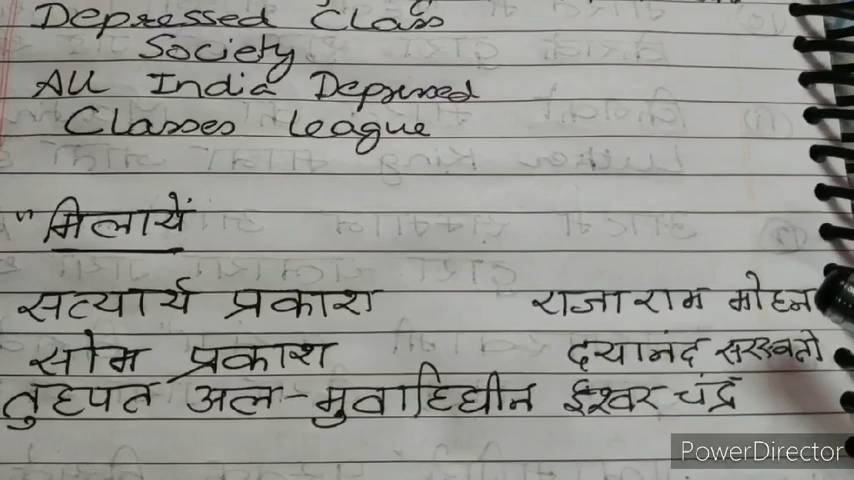 Depressed Class
Society
All India Depressed
Classes League
" मिलायें
सत्यार्थ प्रकाश राजा राम मोहन
सोम प्रकाश दयानंद सरस्वती
तुहपत अल-मुवाहिधीन ईश्वर चंद्र
PowerDirector